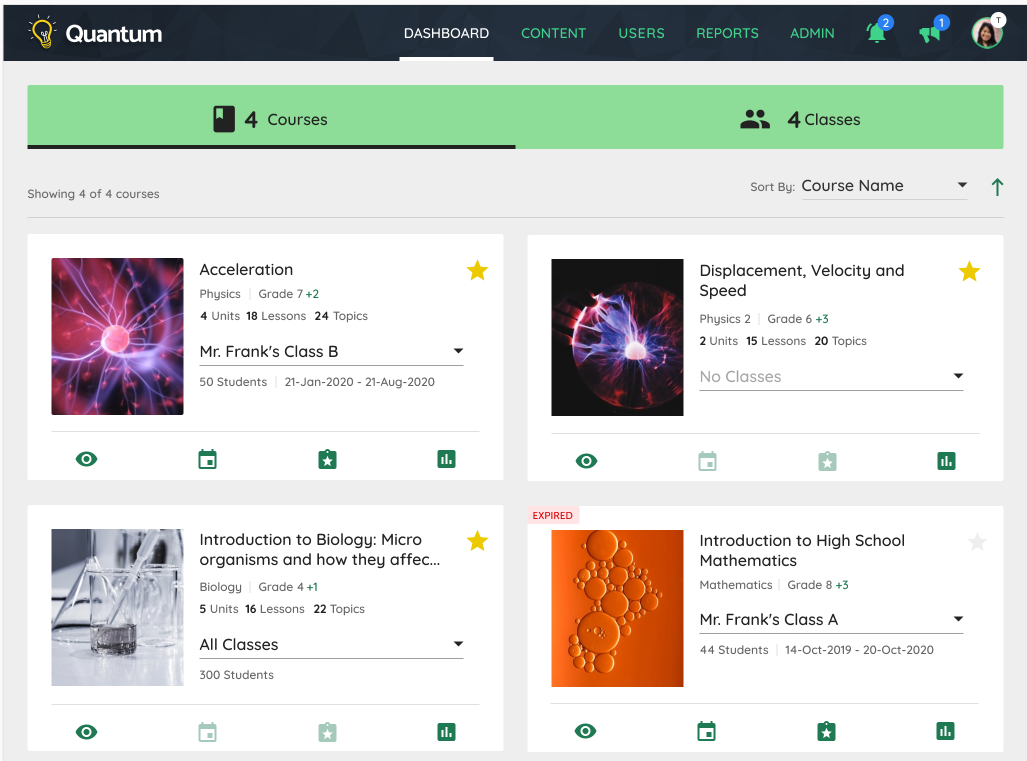 Quantum
DASHBOARD CONTENT USERS REPORTS ADMIN 2 1 T
4 Courses
4 Classes
Showing 4 of 4 courses
Sort By: Course Name
Acceleration
Physics | Grade 7 +2
4 Units 18 Lessons 24 Topics
Mr. Frank's Class B
50 Students | 21-Jan-2020 - 21-Aug-2020
Displacement, Velocity and
Speed
Physics 2 | Grade 6 +3
2 Units 15 Lessons 20 Topics
No Classes
Introduction to Biology: Micro
organisms and how they affec...
Biology | Grade 4 +1
5 Units 16 Lessons 22 Topics
All Classes
300 Students
EXPIRED
Introduction to High School
Mathematics
Mathematics | Grade 8 +3
Mr. Frank's Class A
44 Students | 14-Oct-2019 - 20-Oct-2020